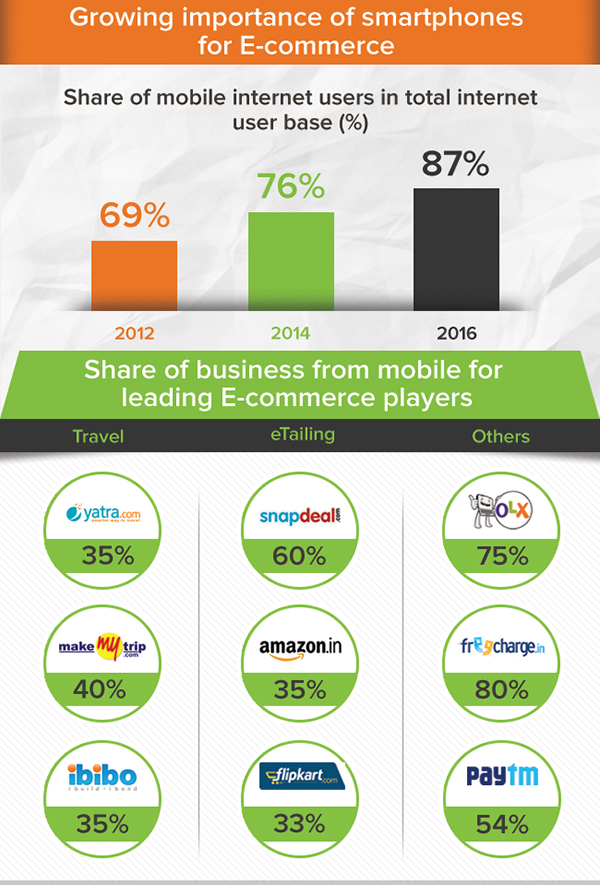 Growing importance of smartphones
for E-commerce
Share of mobile internet users in total internet
user base (%)
69%
76%
87%
2012
2014
2016
Share of business from mobile for
leading E-commerce players
Travel
eTailing
Others
yatra.com
smarter way to travel
35%
snapdeal.com
60%
OLX
75%
make my trip
.com
40%
amazon.in
35%
freecharge.in
80%
ibibo
i build . i bond
35%
flipkart.com
33%
paytm
54%